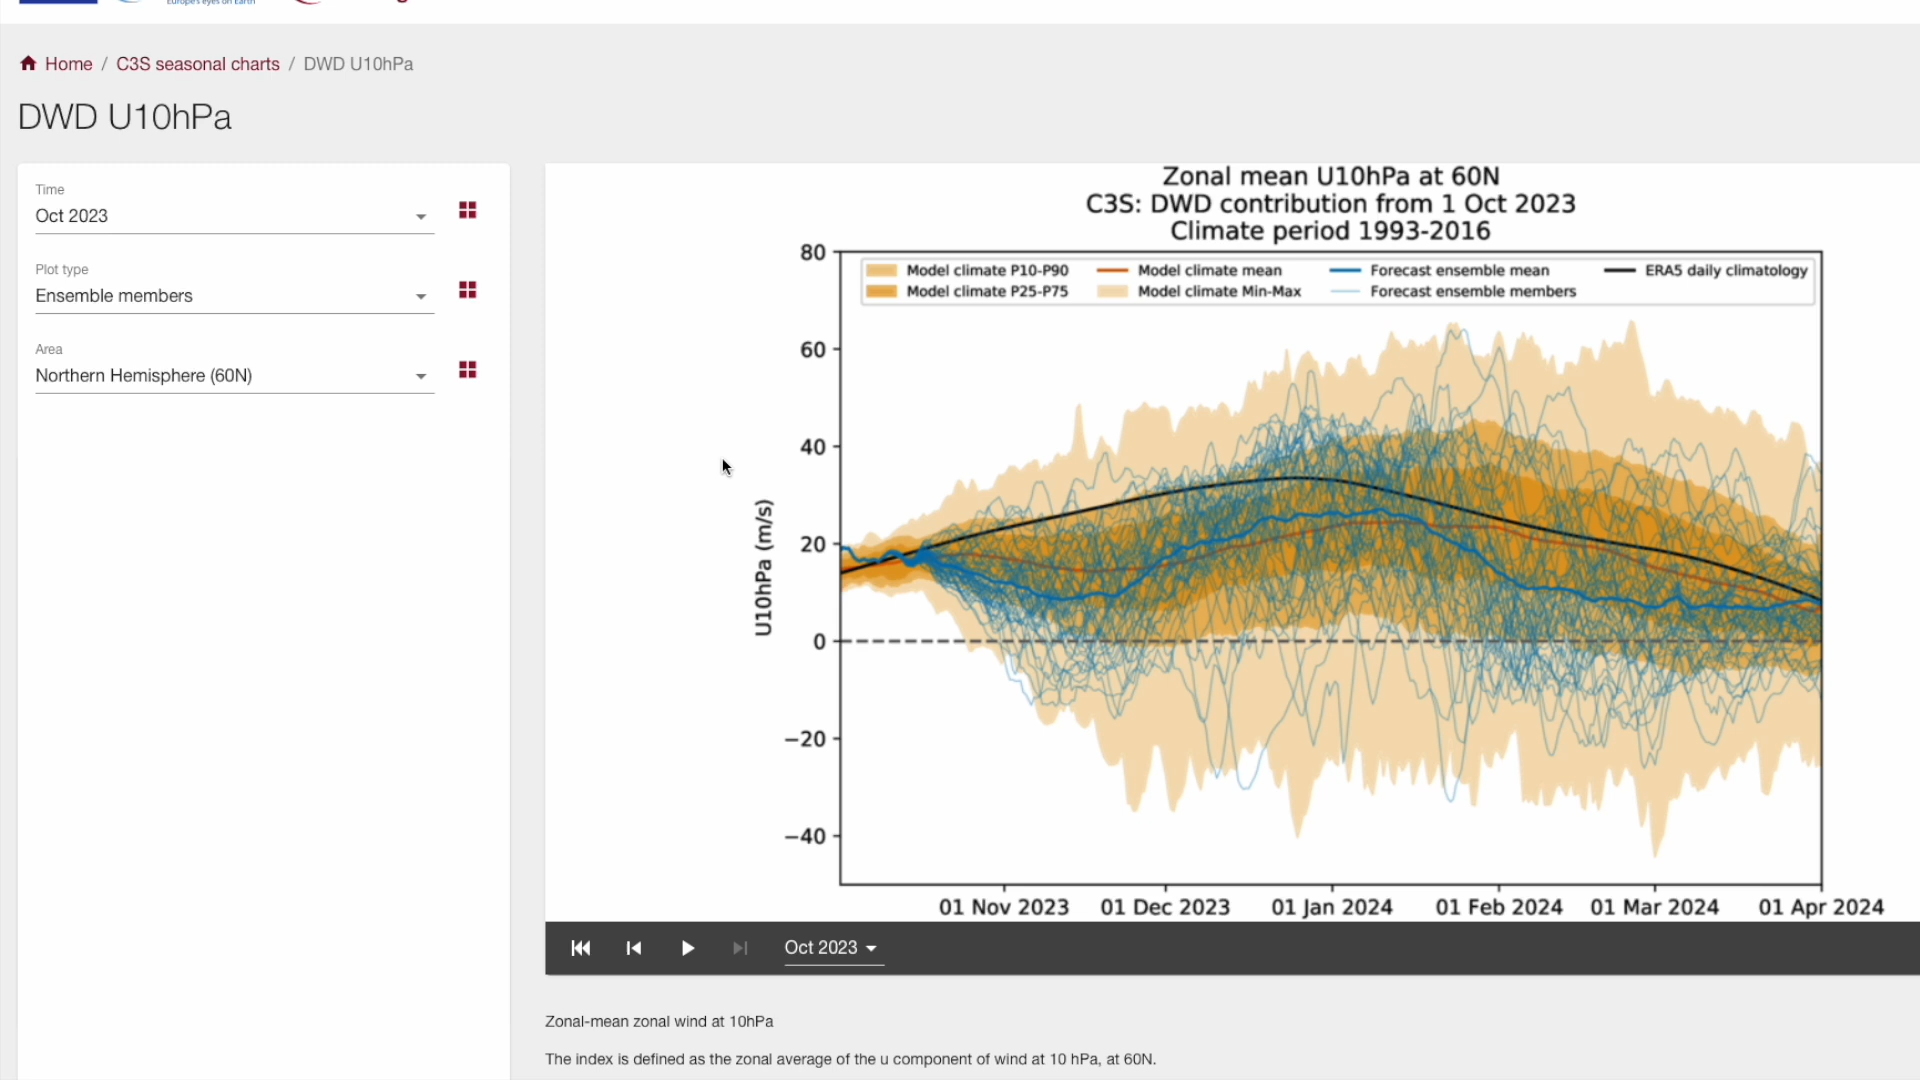 Europe's eyes on Earth
Home / C3S seasonal charts / DWD U10hPa
DWD U10hPa
Time
Oct 2023
Plot type
Ensemble members
Area
Northern Hemisphere (60N)
Zonal mean U10hPa at 60N
C3S: DWD contribution from 1 Oct 2023
Climate period 1993-2016
Model climate P10-P90
Model climate mean
Forecast ensemble mean
ERA5 daily climatology
Model climate P25-P75
Model climate Min-Max
Forecast ensemble members
U10hPa (m/s)
80
60
40
20
0
−20
−40
01 Nov 2023
01 Dec 2023
01 Jan 2024
01 Feb 2024
01 Mar 2024
01 Apr 2024
Oct 2023
Zonal-mean zonal wind at 10hPa
The index is defined as the zonal average of the u component of wind at 10 hPa, at 60N.